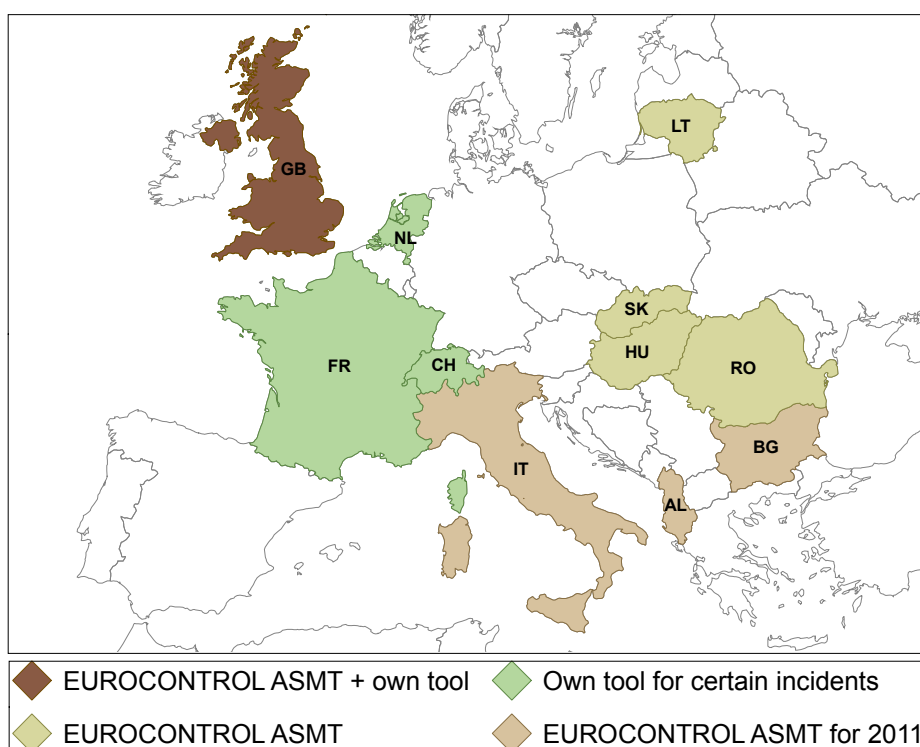 LT
GB
NL
SK
HU
FR
CH
RO
BG
IT
AL
EUROCONTROL ASMT + own tool
Own tool for certain incidents
EUROCONTROL ASMT
EUROCONTROL ASMT for 2011